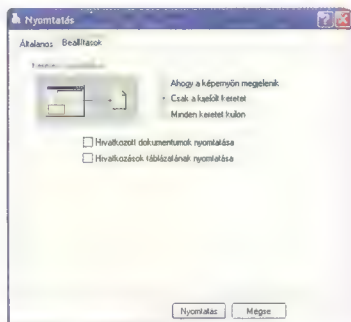 Nyomtatás
Általános Beállítások
Ahogy a képernyőn megjelenik
Csak a kijelölt keretet
Minden keretet külön
Hivatkozott dokumentumok nyomtatása
Hivatkozások táblázatának nyomtatása
Nyomtatás Mégse